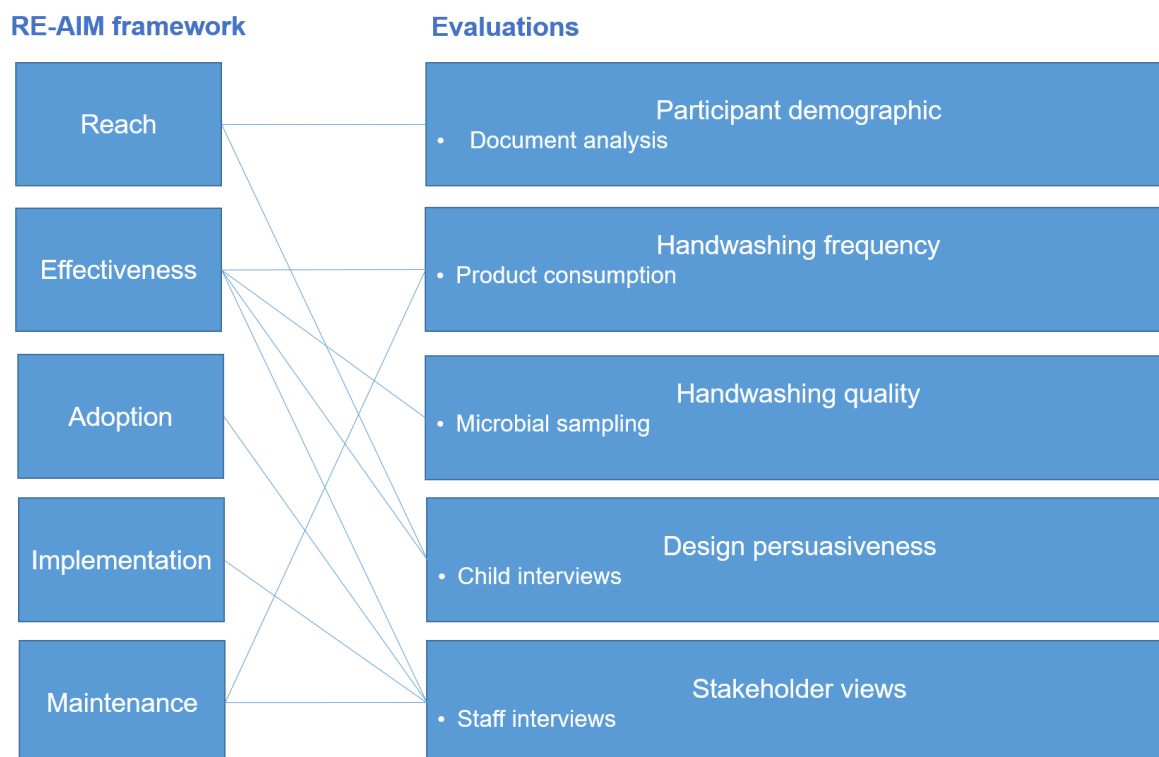 RE-AIM framework
Evaluations
Reach
Participant demographic
• Document analysis
Effectiveness
Handwashing frequency
• Product consumption
Adoption
Handwashing quality
• Microbial sampling
Implementation
Design persuasiveness
• Child interviews
Maintenance
Stakeholder views
• Staff interviews